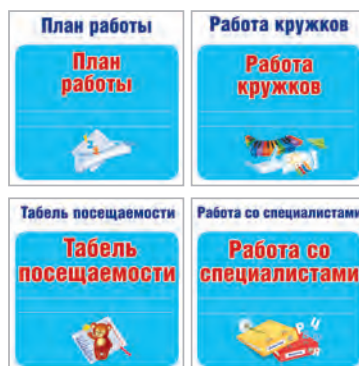 План работы
План
работы
Работа кружков
Работа
кружков
Табель посещаемости
Табель
посещаемости
Работа со специалистами
Работа со
специалистами